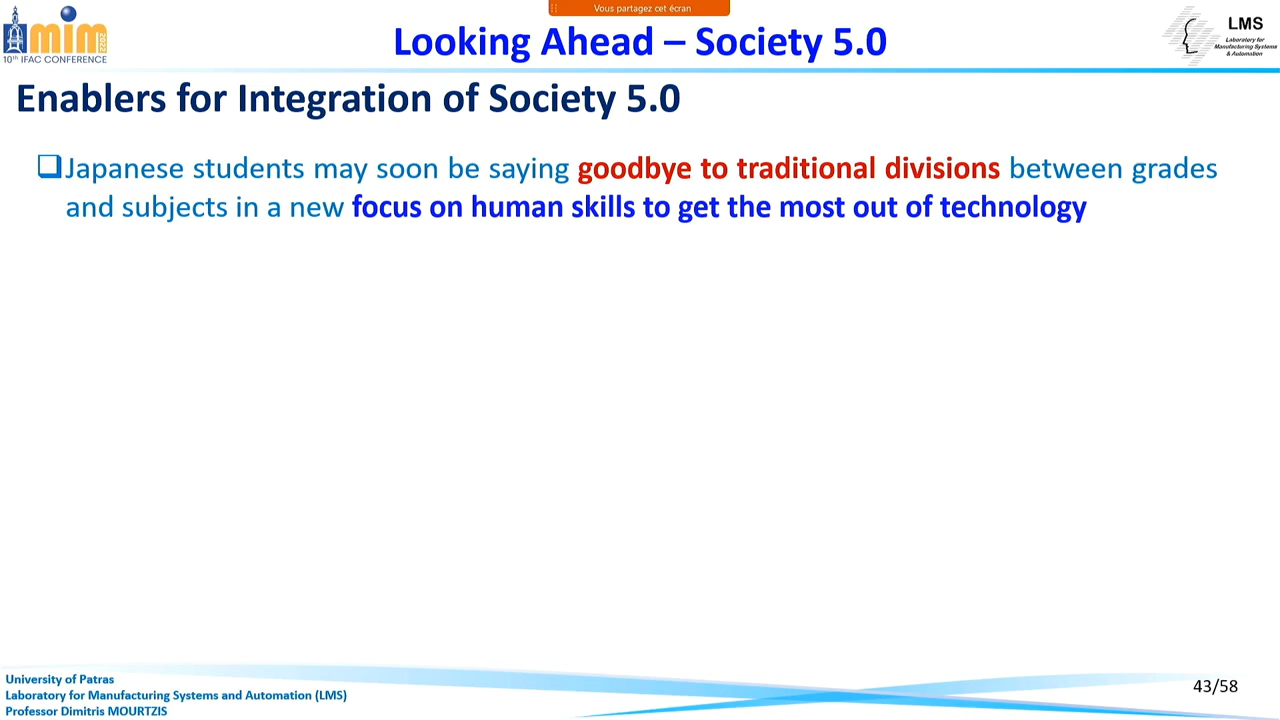 Vous partagez cet écran
mim
2022
10th IFAC CONFERENCE
Looking Ahead – Society 5.0
LMS
Laboratory for
Manufacturing Systems
& Automation
Enablers for Integration of Society 5.0
Japanese students may soon be saying goodbye to traditional divisions between grades
and subjects in a new focus on human skills to get the most out of technology
University of Patras
Laboratory for Manufacturing Systems and Automation (LMS)
Professor Dimitris MOURTZIS
43/58